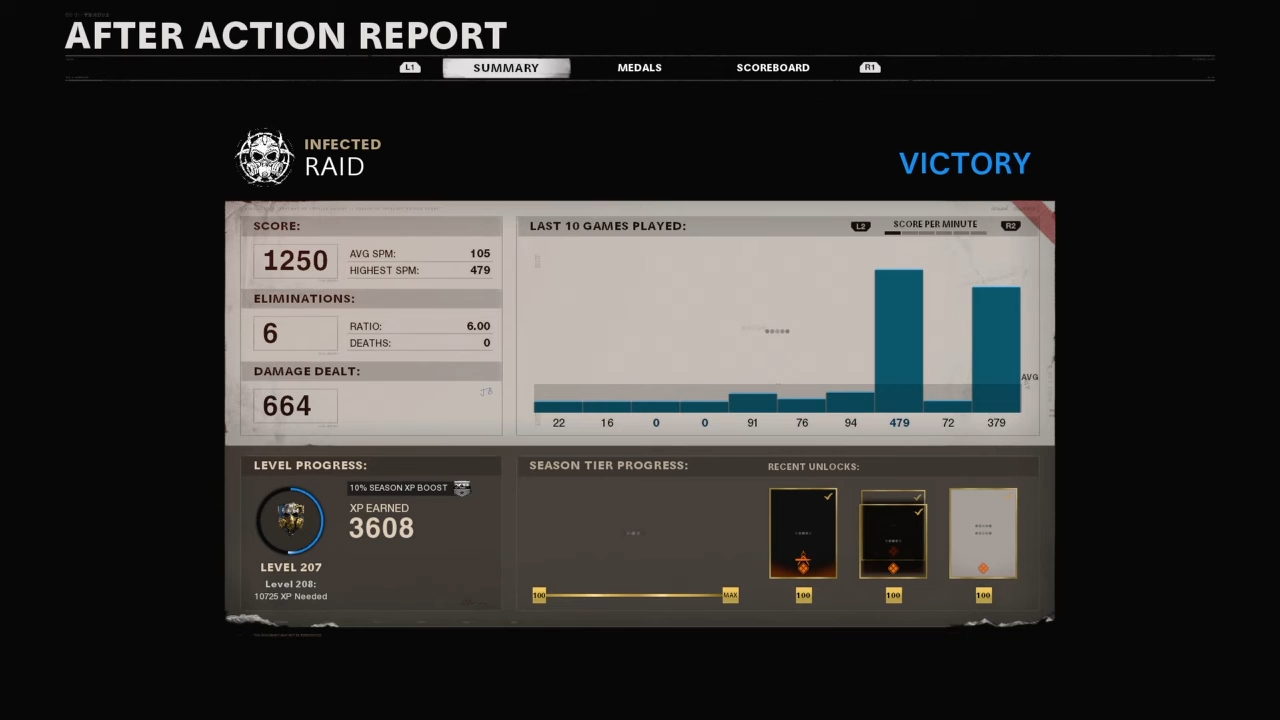 AFTER ACTION REPORT
L1
SUMMARY
MEDALS
SCOREBOARD
R1
INFECTED
RAID
VICTORY
SCORE:
1250
AVG SPM: 105
HIGHEST SPM: 479
ELIMINATIONS:
6
RATIO: 6.00
DEATHS: 0
DAMAGE DEALT:
664
LAST 10 GAMES PLAYED:
L2
SCORE PER MINUTE
R2
AVG
22 16 0 0 91 76 94 479 72 379
LEVEL PROGRESS:
10% SEASON XP BOOST
XP EARNED
3608
LEVEL 207
Level 208:
10725 XP Needed
SEASON TIER PROGRESS:
100
MAX
RECENT UNLOCKS:
100 100 100